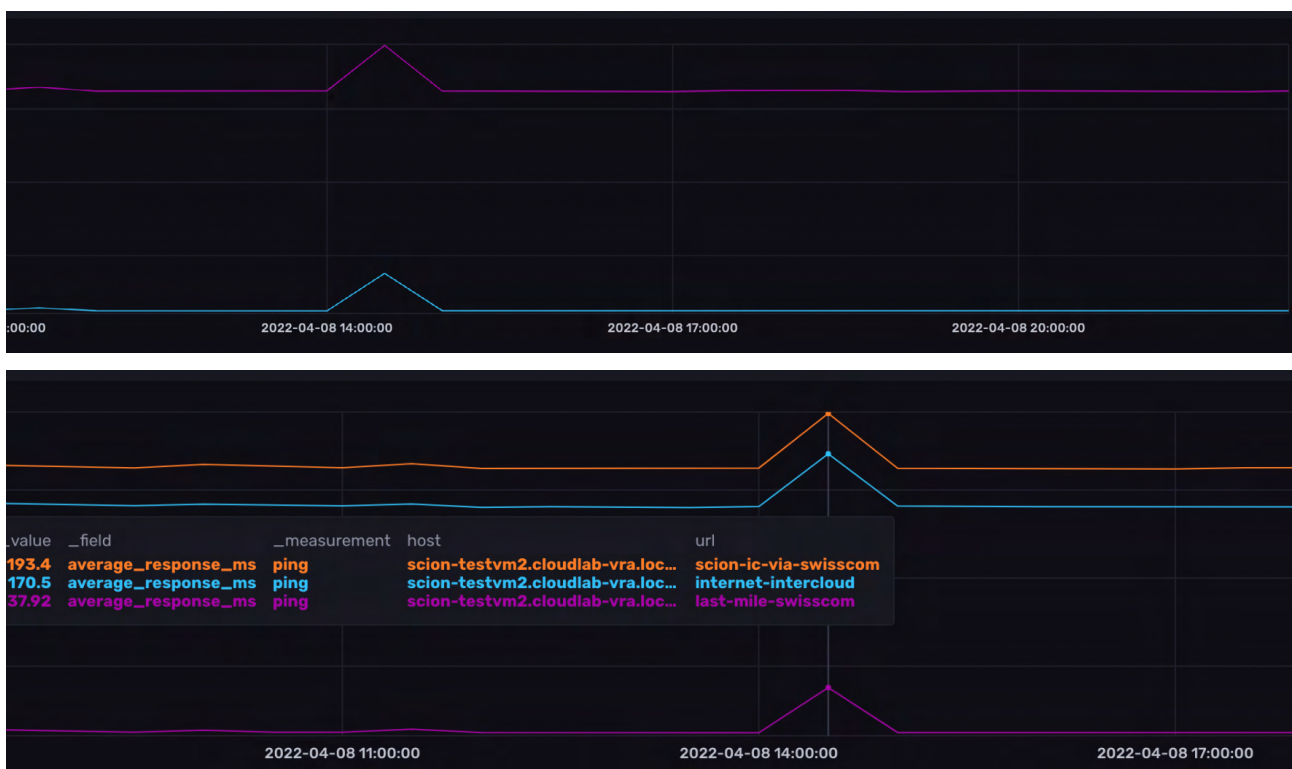 :00:00 2022-04-08 14:00:00 2022-04-08 17:00:00 2022-04-08 20:00:00
_value _field _measurement host url
193.4 average_response_ms ping scion-testvm2.cloudlab-vra.loc... scion-ic-via-swisscom
170.5 average_response_ms ping scion-testvm2.cloudlab-vra.loc... internet-intercloud
37.92 average_response_ms ping scion-testvm2.cloudlab-vra.loc... last-mile-swisscom
2022-04-08 11:00:00 2022-04-08 14:00:00 2022-04-08 17:00:00